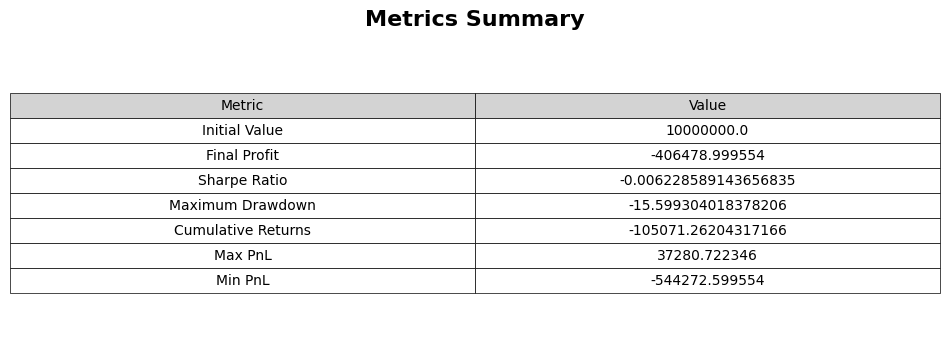 Metrics Summary
Metric Value
Initial Value 10000000.0
Final Profit -406478.999554
Sharpe Ratio -0.006228589143656835
Maximum Drawdown -15.599304018378206
Cumulative Returns -105071.26204317166
Max PnL 37280.722346
Min PnL -544272.599554